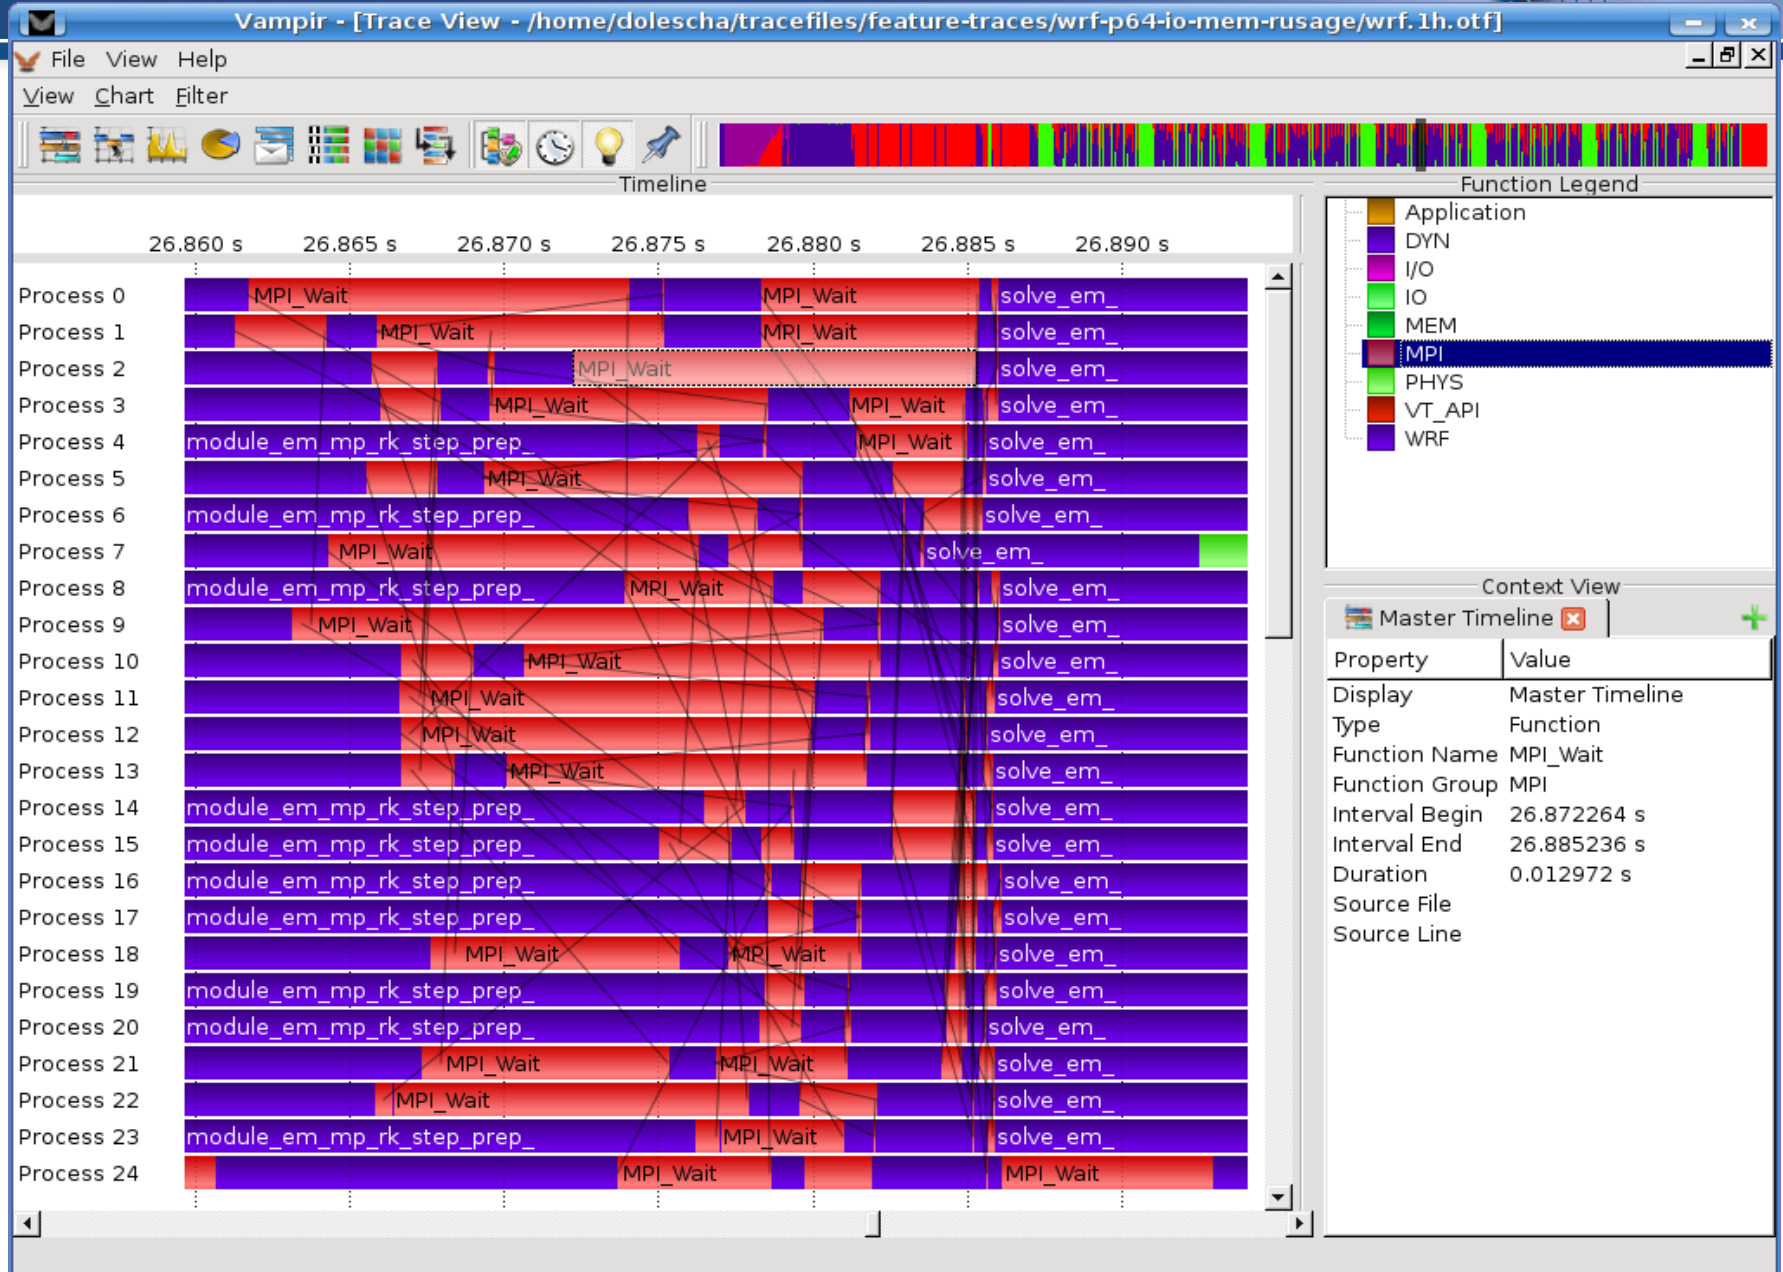 Vampir - [Trace View - /home/dolescha/tracefiles/feature-traces/wrf-p64-io-mem-rusage/wrf.1h.otf]
File View Help
View Chart Filter
Timeline
26.860 s 26.865 s 26.870 s 26.875 s 26.880 s 26.885 s 26.890 s
Process 0 MPI_Wait MPI_Wait solve_em_
Process 1 MPI_Wait MPI_Wait solve_em_
Process 2 MPI_Wait solve_em_
Process 3 MPI_Wait MPI_Wait solve_em_
Process 4 module_em_mp_rk_step_prep_ MPI_Wait solve_em_
Process 5 MPI_Wait solve_em_
Process 6 module_em_mp_rk_step_prep_ solve_em_
Process 7 MPI_Wait solve_em_
Process 8 module_em_mp_rk_step_prep_ MPI_Wait solve_em_
Process 9 MPI_Wait solve_em_
Process 10 MPI_Wait solve_em_
Process 11 MPI_Wait solve_em_
Process 12 MPI_Wait solve_em_
Process 13 MPI_Wait solve_em_
Process 14 module_em_mp_rk_step_prep_ solve_em_
Process 15 module_em_mp_rk_step_prep_ solve_em_
Process 16 module_em_mp_rk_step_prep_ solve_em_
Process 17 module_em_mp_rk_step_prep_ solve_em_
Process 18 MPI_Wait MPI_Wait solve_em_
Process 19 module_em_mp_rk_step_prep_ solve_em_
Process 20 module_em_mp_rk_step_prep_ solve_em_
Process 21 MPI_Wait MPI_Wait solve_em_
Process 22 MPI_Wait solve_em_
Process 23 module_em_mp_rk_step_prep_ MPI_Wait solve_em_
Process 24 MPI_Wait MPI_Wait
Function Legend
Application
DYN
I/O
IO
MEM
MPI
PHYS
VT_API
WRF
Context View
Master Timeline
Property Value
Display Master Timeline
Type Function
Function Name MPI_Wait
Function Group MPI
Interval Begin 26.872264 s
Interval End 26.885236 s
Duration 0.012972 s
Source File
Source Line